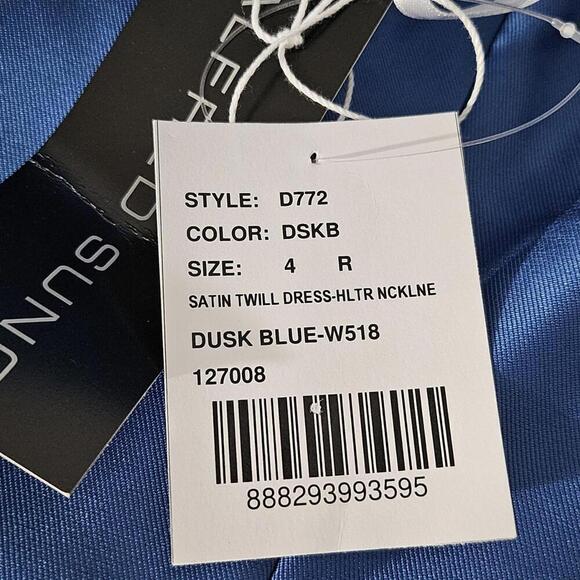 STYLE: D772
COLOR: DSKB
SIZE: 4 R
SATIN TWILL DRESS-HLTR NCKLNE
DUSK BLUE-W518
127008
888293993595